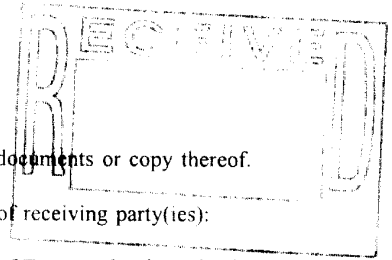 RECEIVED
documents or copy thereof.
of receiving party(ies):